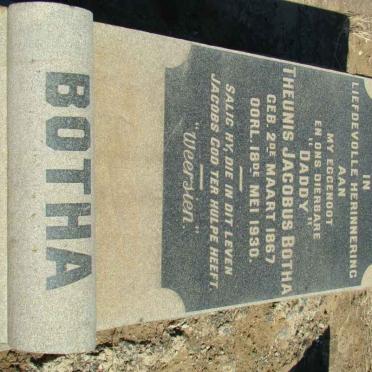 BOTHA
IN
LIEFDEVOLLE HERINNERING
AAN
MY EGGENOOT
EN ONS DIERBARE
"DADDY"
THEUNIS JACOBUS BOTHA
GEB. 2DE MAART 1867
OORL. 18DE MEI 1930.
SALIG HY, DIE IN DIT LEVEN
JACOBS GOD TER HULPE HEEFT.
"Weersien."